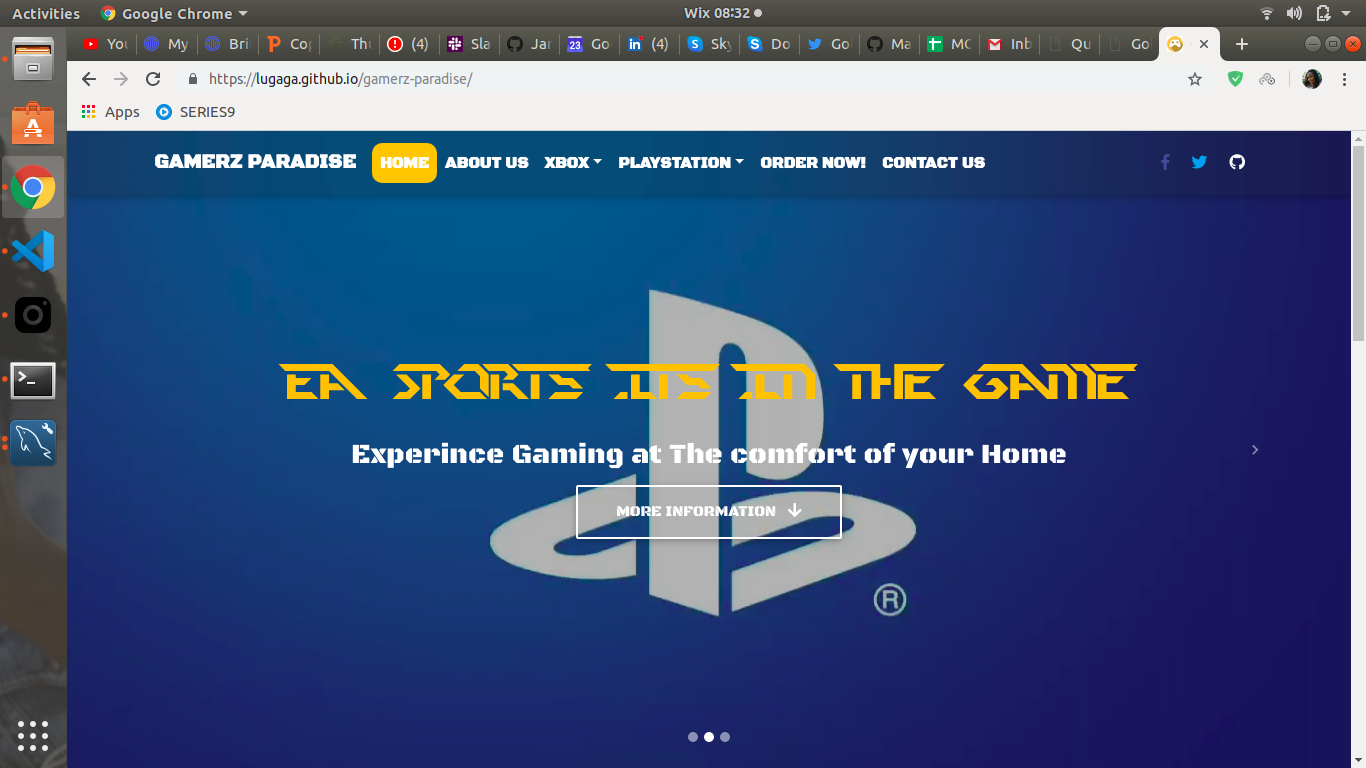 Activities
Google Chrome
Wix 08:32
You
My
Bri
Cop
Thu
(4)
Sla
Jar
23
Go
in (4)
Sky
Do
Go
Ma
MC
Inb
Qu
Go
https://lugaga.github.io/gamerz-paradise/
Apps
SERIES9
GAMERZ PARADISE
HOME
ABOUT US
XBOX
PLAYSTATION
ORDER NOW!
CONTACT US
EA SPORTS ITS IN THE GAME
Experince Gaming at The comfort of your Home
MORE INFORMATION
®